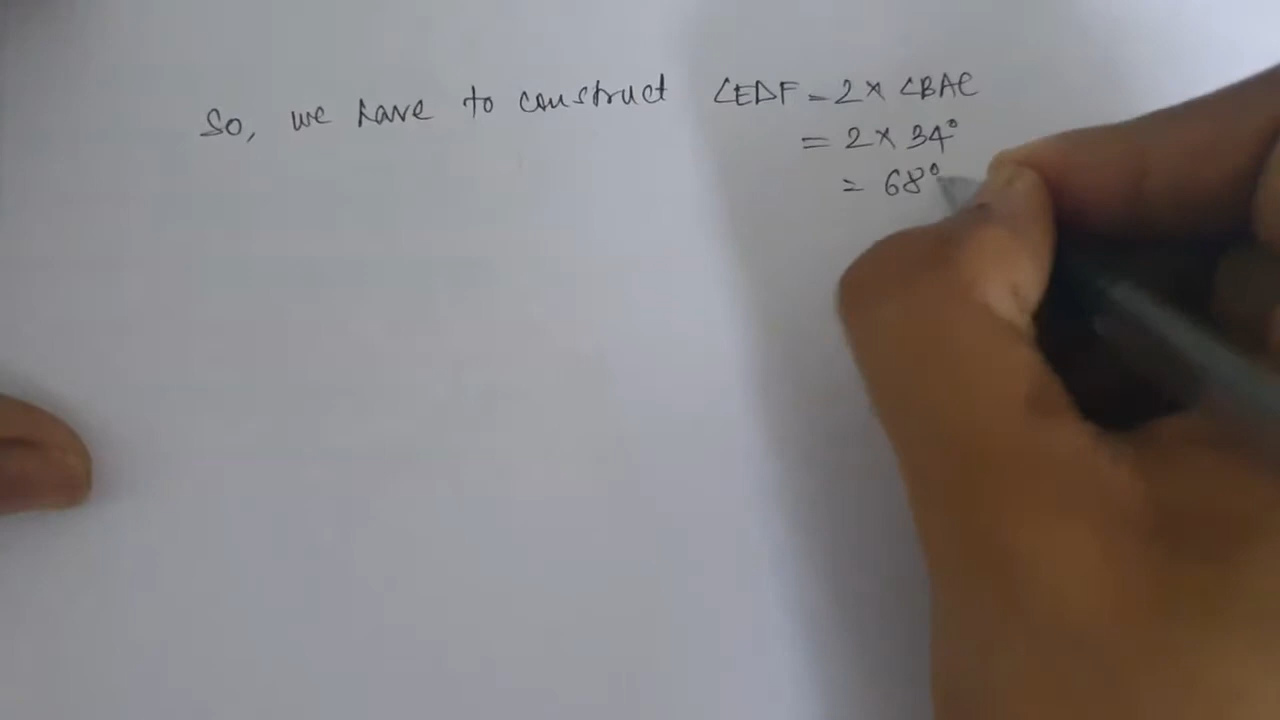 So, we have to construct ∠EDF = 2 × ∠BAC
= 2 × 34°
= 68°